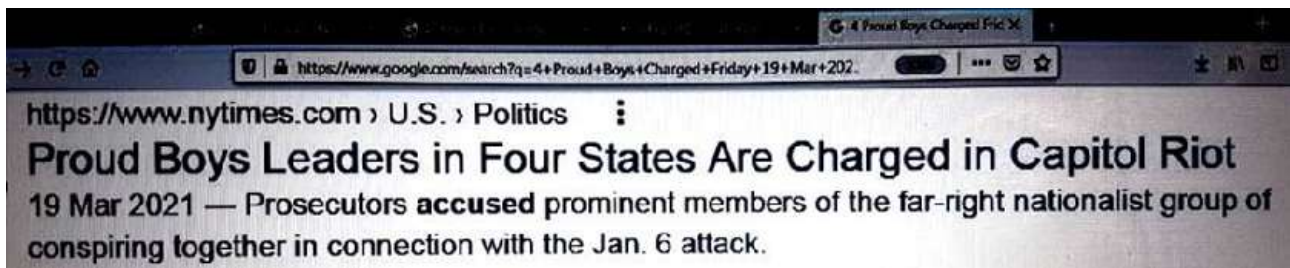 4 Proud Boys Charged Frid
https://www.google.com/search?q=4+Proud+Boys+Charged+Friday+19+Mar+202
https://www.nytimes.com › U.S. › Politics
Proud Boys Leaders in Four States Are Charged in Capitol Riot
19 Mar 2021 — Prosecutors accused prominent members of the far-right nationalist group of
conspiring together in connection with the Jan. 6 attack.